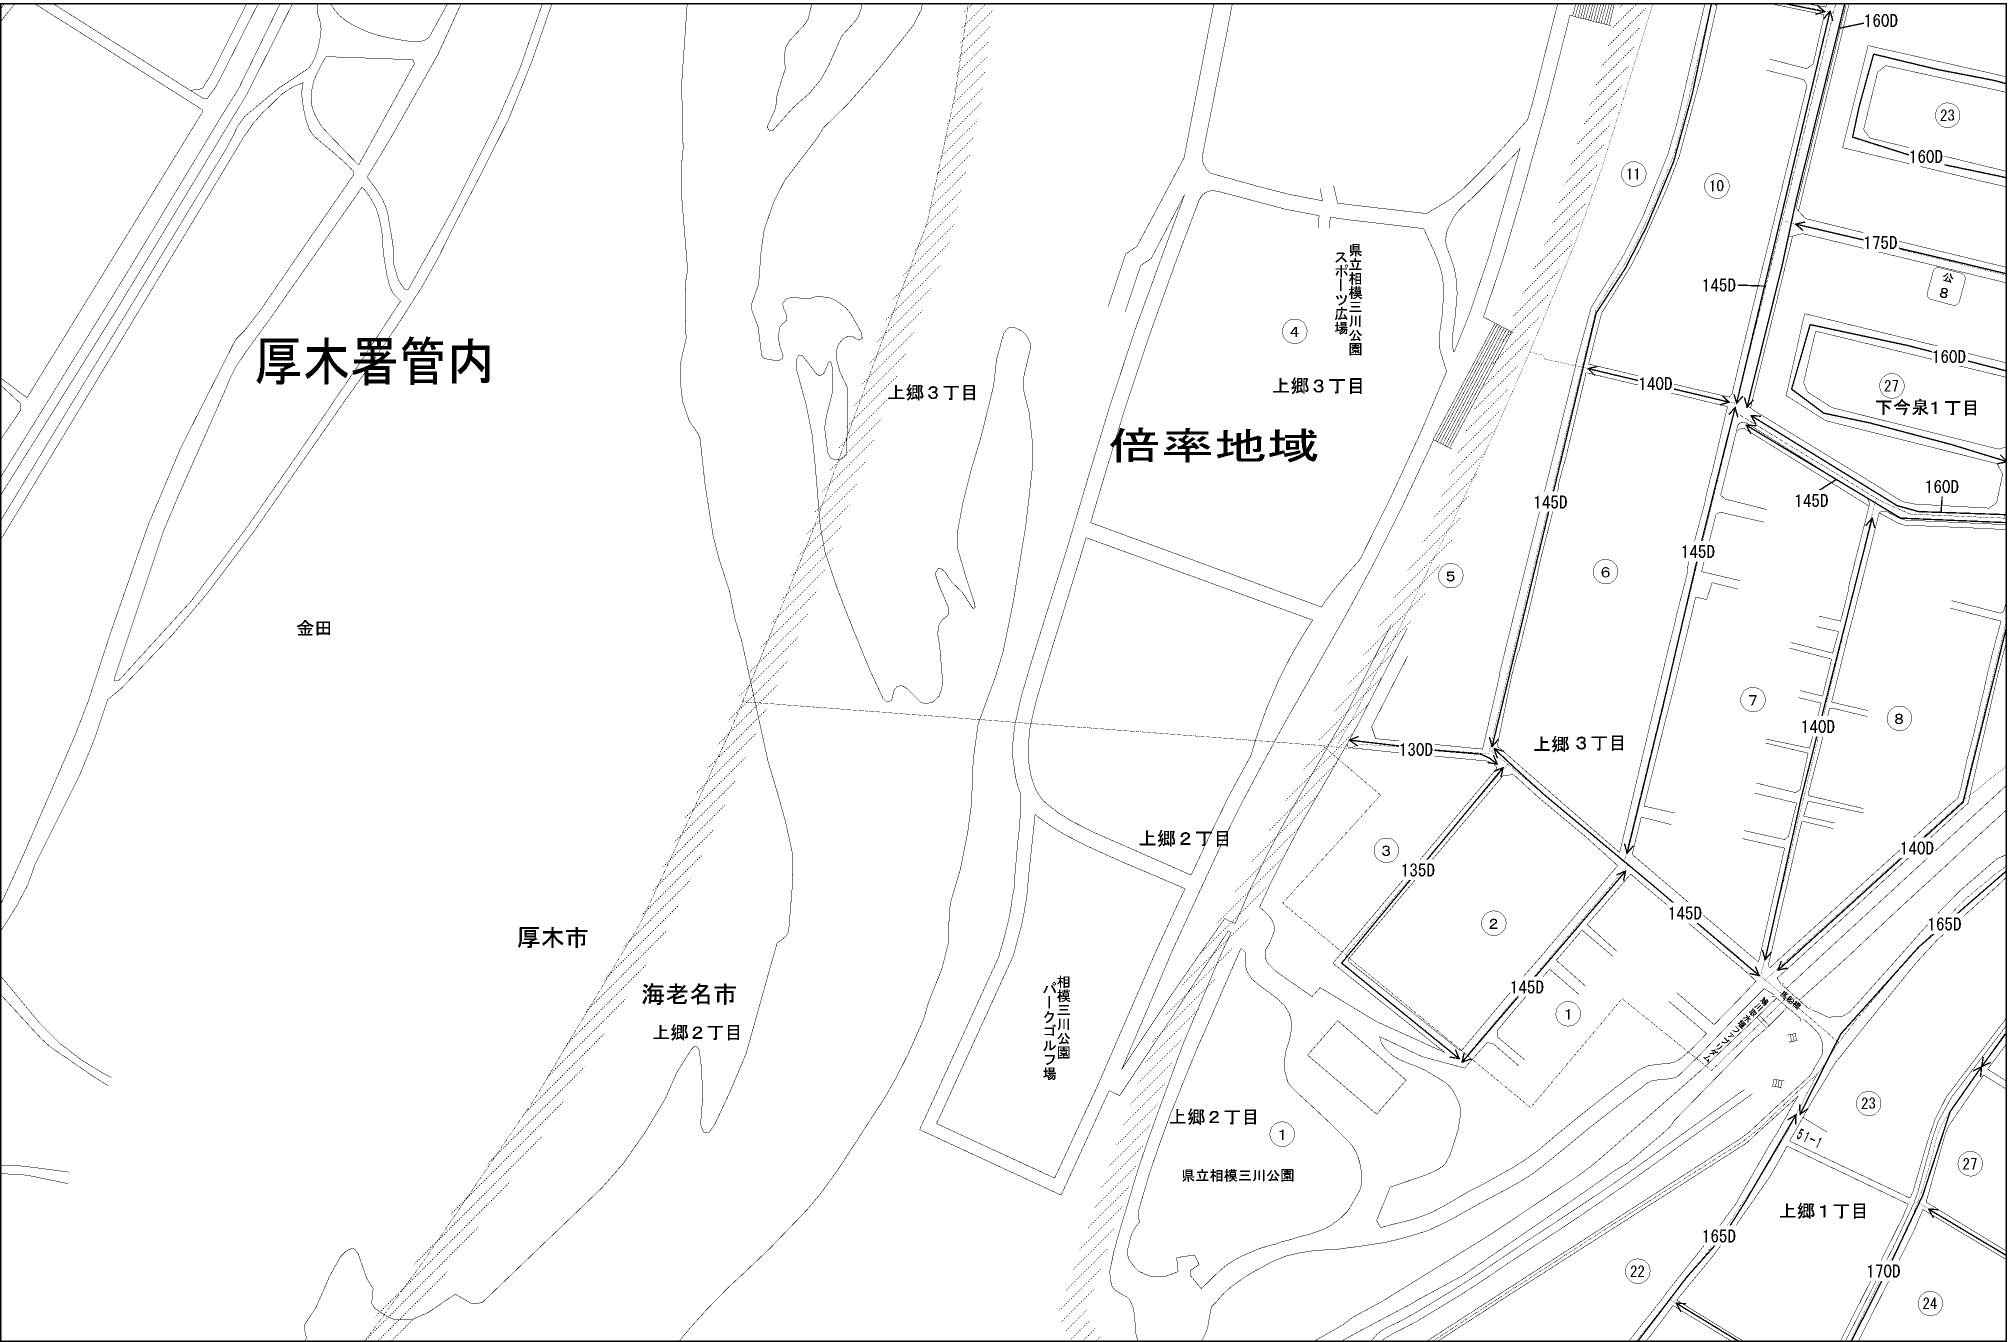 160D
23
160D
11
10
175D
145D
公
8
県立相模三川公園
スポーツ広場
4
160D
厚木署管内
140D
27
上郷３丁目
上郷３丁目
下今泉１丁目
倍率地域
160D
145D
145D
145D
5
6
金田
7
8
140D
上郷３丁目
130D
上郷２丁目
3
140D
135D
145D
2
165D
厚木市
海老名市
145D
相模三川公園
パークゴルフ場
1
上郷２丁目
23
上郷２丁目
1
51-1
27
県立相模三川公園
上郷１丁目
165D
22
170D
24